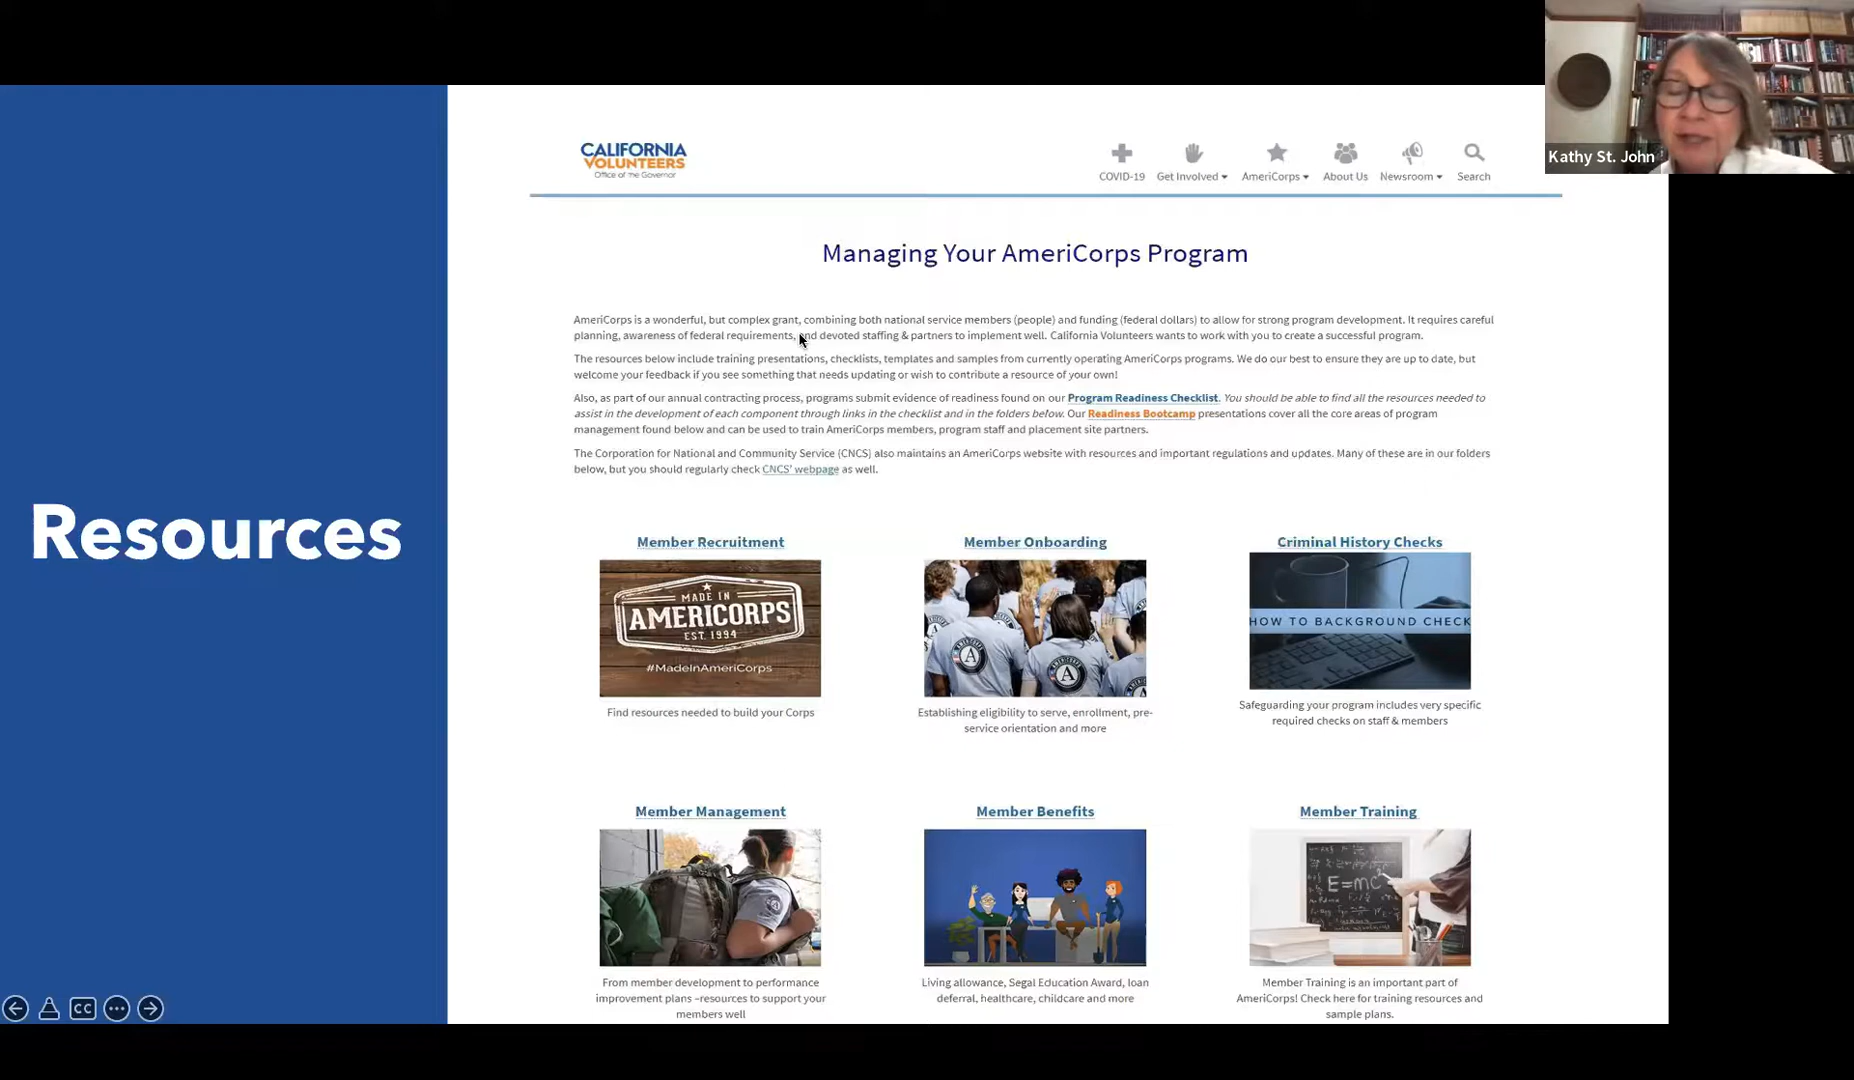 Kathy St. John
CALIFORNIA
VOLUNTEERS
Office of the Governor
COVID-19
Get Involved
AmeriCorps
About Us
Newsroom
Search
Managing Your AmeriCorps Program
AmeriCorps is a wonderful, but complex grant, combining both national service members (people) and funding (federal dollars) to allow for strong program development. It requires careful
planning, awareness of federal requirements, and devoted staffing & partners to implement well. California Volunteers wants to work with you to create a successful program.
The resources below include training presentations, checklists, templates and samples from currently operating AmeriCorps programs. We do our best to ensure they are up to date, but
welcome your feedback if you see something that needs updating or wish to contribute a resource of your own!
Also, as part of our annual contracting process, programs submit evidence of readiness found on our Program Readiness Checklist. You should be able to find all the resources needed to
assist in the development of each component through links in the checklist and in the folders below. Our Readiness Bootcamp presentations cover all the core areas of program
management found below and can be used to train AmeriCorps members, program staff and placement site partners.
The Corporation for National and Community Service (CNCS) also maintains an AmeriCorps website with resources and important regulations and updates. Many of these are in our folders
below, but you should regularly check CNCS' webpage as well.
Resources
Member Recruitment
MADE IN
AMERICORPS
EST. 1994
#MadeInAmeriCorps
Find resources needed to build your Corps
Member Onboarding
A
A
Establishing eligibility to serve, enrollment, pre-
service orientation and more
Criminal History Checks
HOW TO BACKGROUND CHECK
Safeguarding your program includes very specific
required checks on staff & members
Member Management
From member development to performance
improvement plans –resources to support your
members well
Member Benefits
Living allowance, Segal Education Award, loan
deferral, healthcare, childcare and more
Member Training
E=mc²
Member Training is an important part of
AmeriCorps! Check here for training resources and
sample plans.
CC